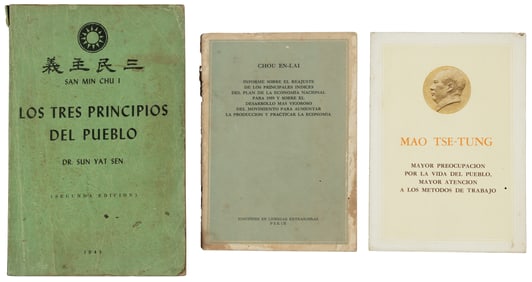 義主民三
SAN MIN CHU I
LOS TRES PRINCIPIOS
DEL PUEBLO
DR. SUN YAT SEN
(SEGUNDA EDICION)
CHOU EN-LAI
INFORME SOBRE EL REAJUSTE
DE LOS PRINCIPALES INDICES
DEL PLAN DE LA ECONOMIA NACIONAL
PARA 1959 Y SOBRE EL
DESARROLLO MAS VIGOROSO
DEL MOVIMIENTO PARA AUMENTAR
LA PRODUCCION Y PRACTICAR LA ECONOMIA
EDICIONES EN LENGUAS EXTRANJERAS
PEKIN
MAO TSE-TUNG
MAYOR PREOCUPACION
POR LA VIDA DEL PUEBLO,
MAYOR ATENCION
A LOS METODOS DE TRABAJO